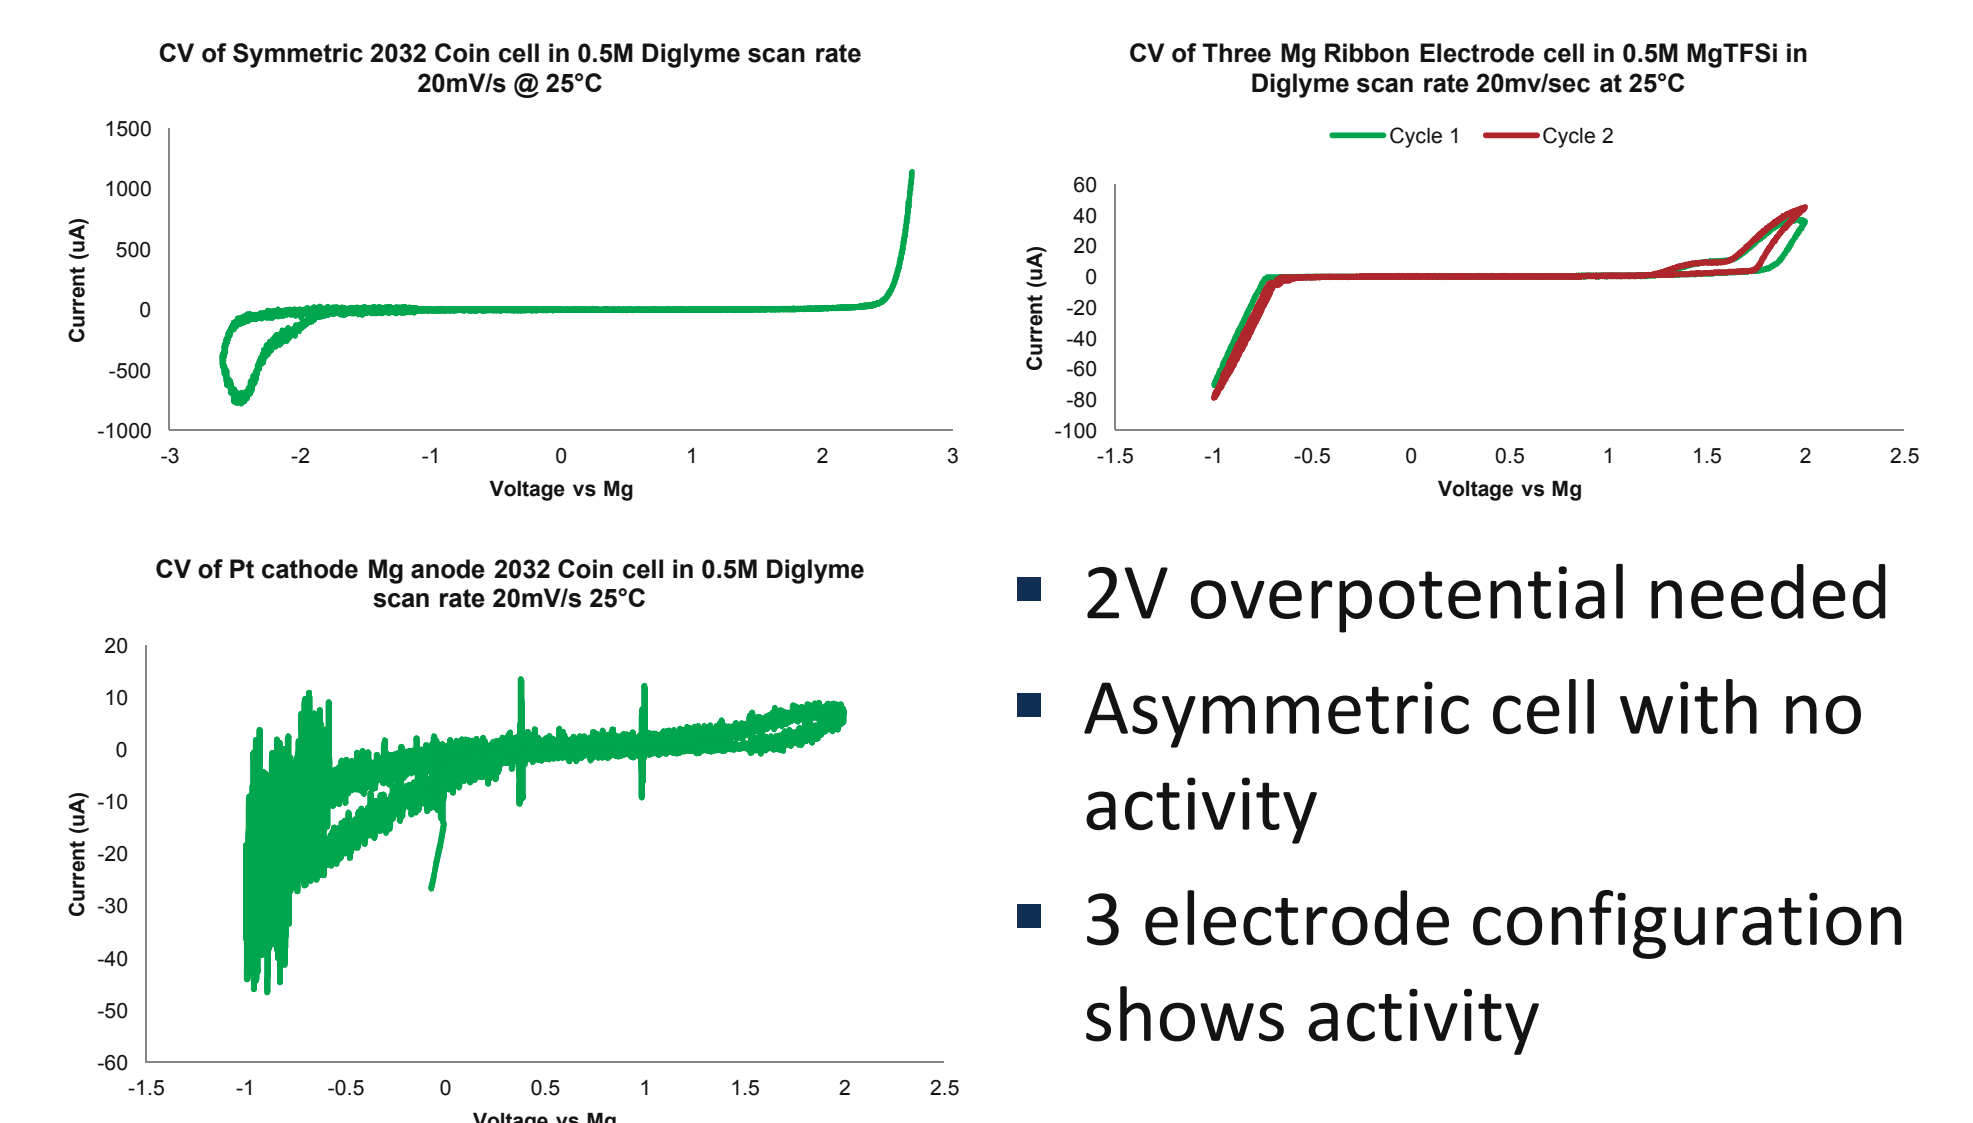 CV of Symmetric 2032 Coin cell in 0.5M Diglyme scan rate
20mV/s @ 25°C
1500
1000
500
0
-500
-1000
Current (uA)
-3 -2 -1 0 1 2 3
Voltage vs Mg
CV of Three Mg Ribbon Electrode cell in 0.5M MgTFSi in
Diglyme scan rate 20mv/sec at 25°C
Cycle 1 Cycle 2
60
40
20
0
-20
-40
-60
-80
-100
Current (uA)
-1.5 -1 -0.5 0 0.5 1 1.5 2 2.5
Voltage vs Mg
CV of Pt cathode Mg anode 2032 Coin cell in 0.5M Diglyme
scan rate 20mV/s 25°C
20
10
0
-10
-20
-30
-40
-50
-60
Current (uA)
-1.5 -1 -0.5 0 0.5 1 1.5 2 2.5
Voltage vs Mg
▪ 2V overpotential needed
▪ Asymmetric cell with no
activity
▪ 3 electrode configuration
shows activity